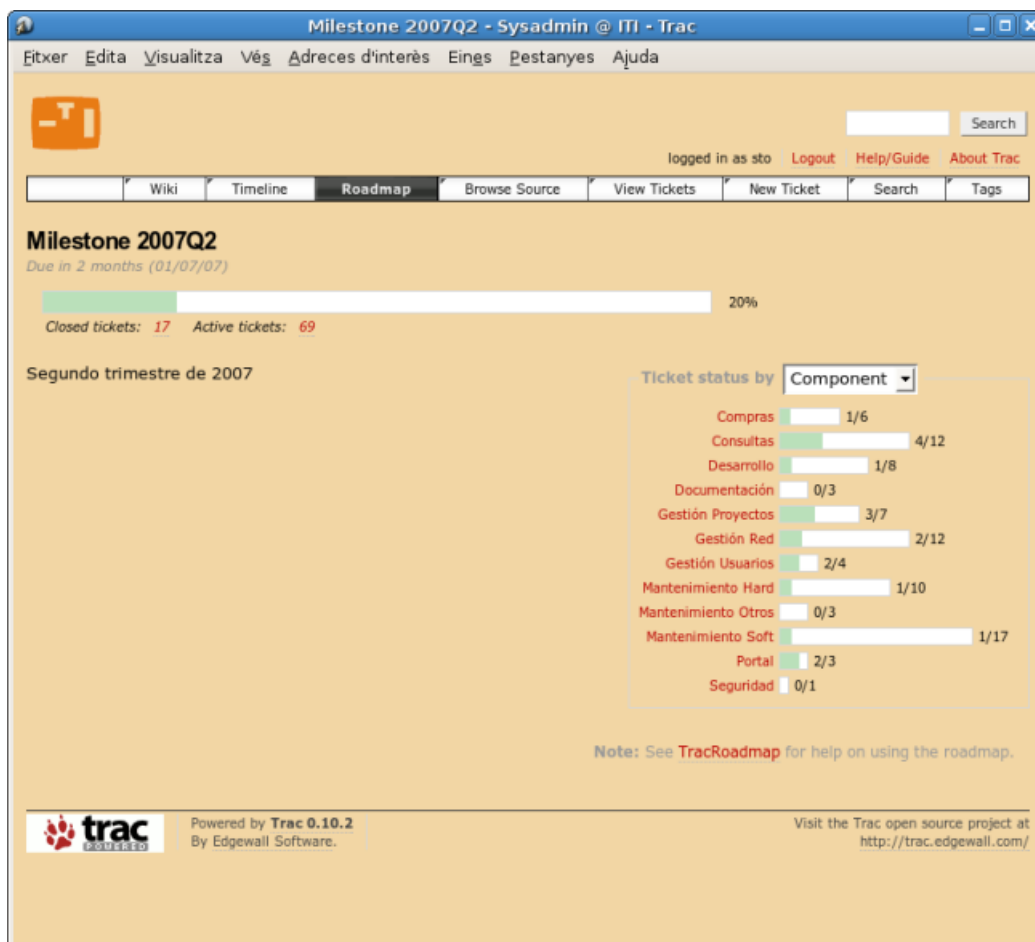 Milestone 2007Q2 - Sysadmin @ ITI - Trac
Fitxer Edita Visualitza Vés Adreces d'interès Eines Pestanyes Ajuda
Search
logged in as sto Logout Help/Guide About Trac
Wiki Timeline Roadmap Browse Source View Tickets New Ticket Search Tags
Milestone 2007Q2
Due in 2 months (01/07/07)
20%
Closed tickets: 17 Active tickets: 69
Segundo trimestre de 2007
Ticket status by Component
Compras 1/6
Consultas 4/12
Desarrollo 1/8
Documentación 0/3
Gestión Proyectos 3/7
Gestión Red 2/12
Gestión Usuarios 2/4
Mantenimiento Hard 1/10
Mantenimiento Otros 0/3
Mantenimiento Soft 1/17
Portal 2/3
Seguridad 0/1
Note: See TracRoadmap for help on using the roadmap.
trac
POWERED
Powered by Trac 0.10.2
By Edgewall Software.
Visit the Trac open source project at
http://trac.edgewall.com/